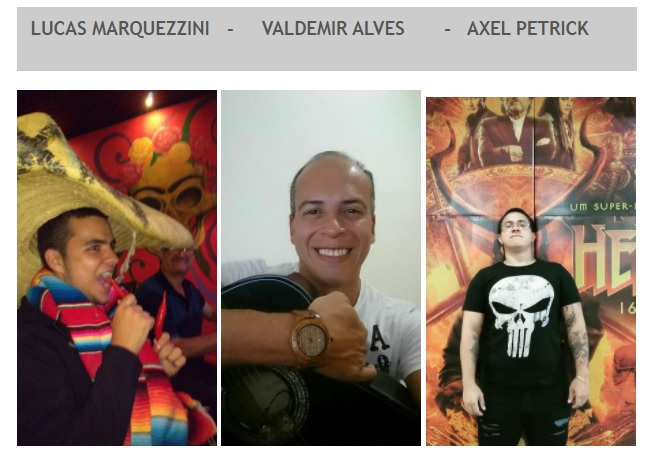 LUCAS MARQUEZZINI - VALDEMIR ALVES - AXEL PETRICK
UM SUPER-
HE
16